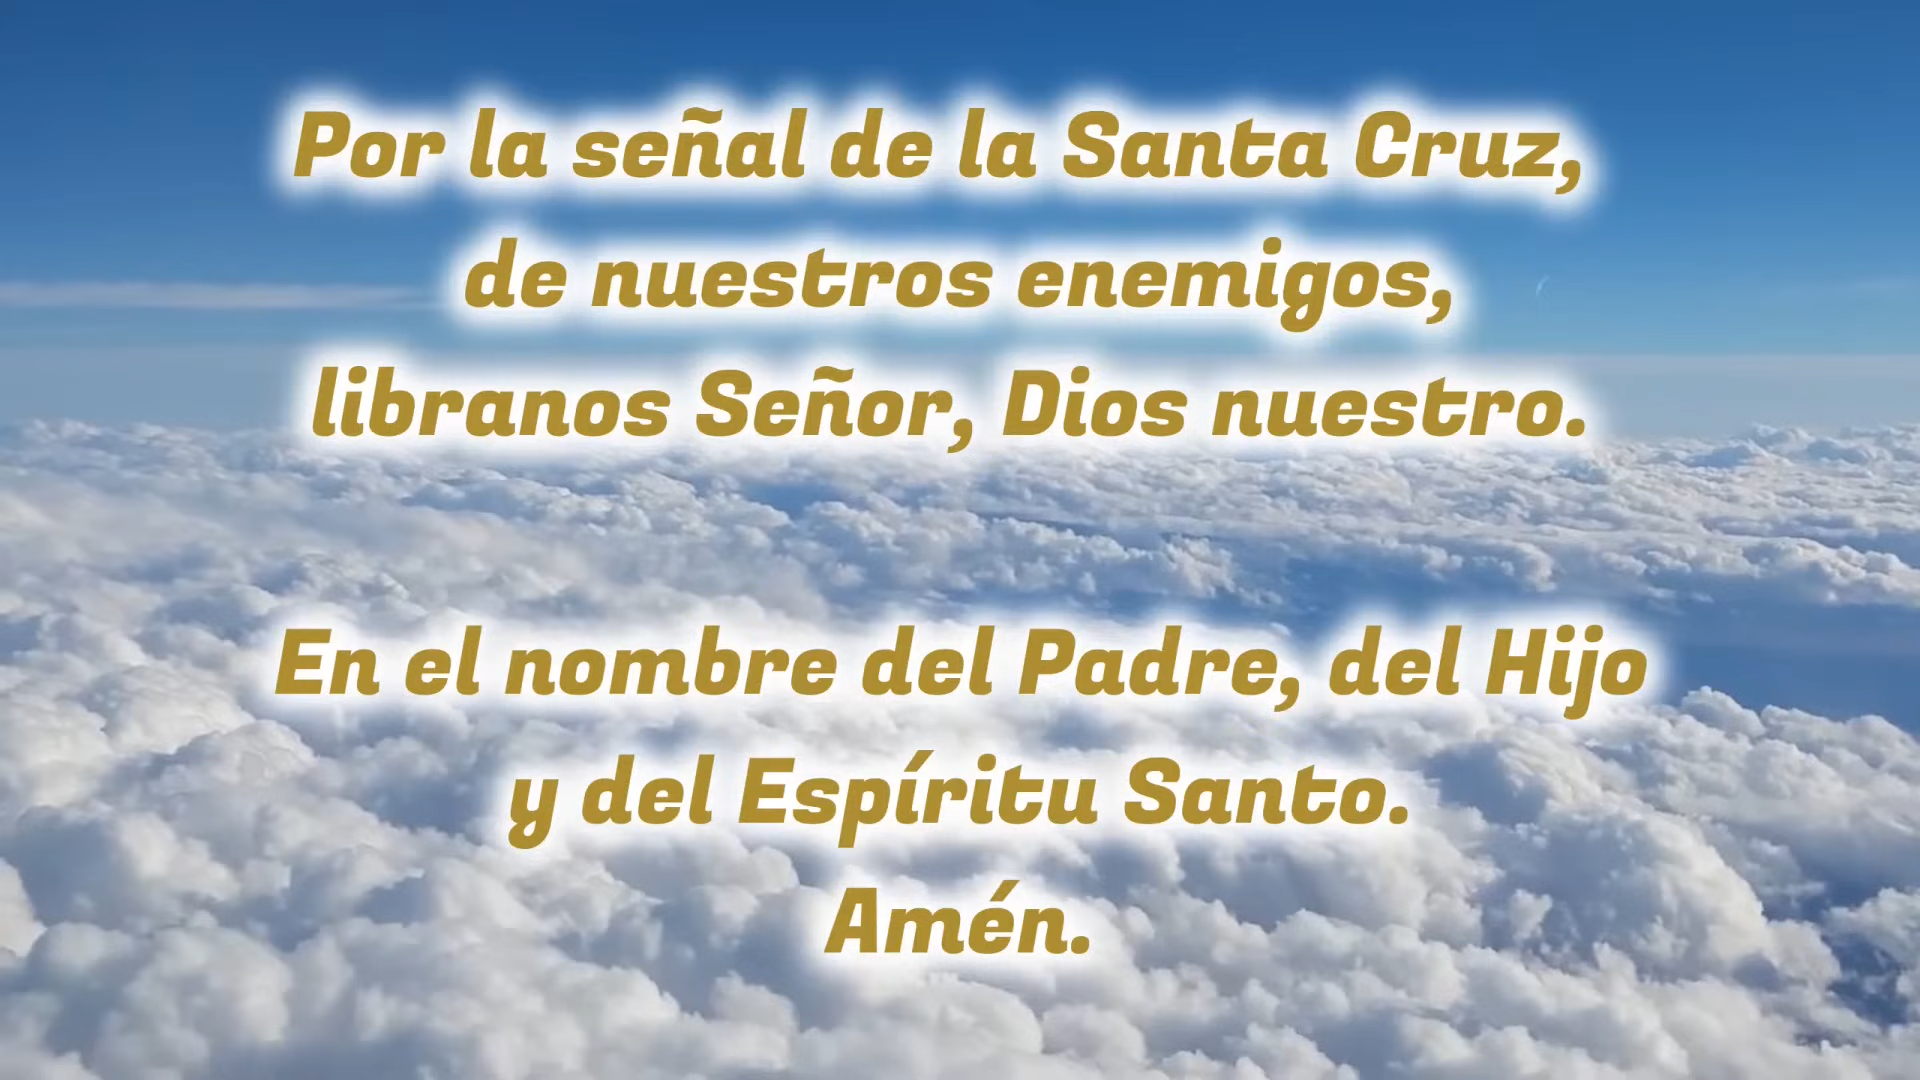 Por la señal de la Santa Cruz,
de nuestros enemigos,
libranos Señor, Dios nuestro.
En el nombre del Padre, del Hijo
y del Espíritu Santo.
Amén.